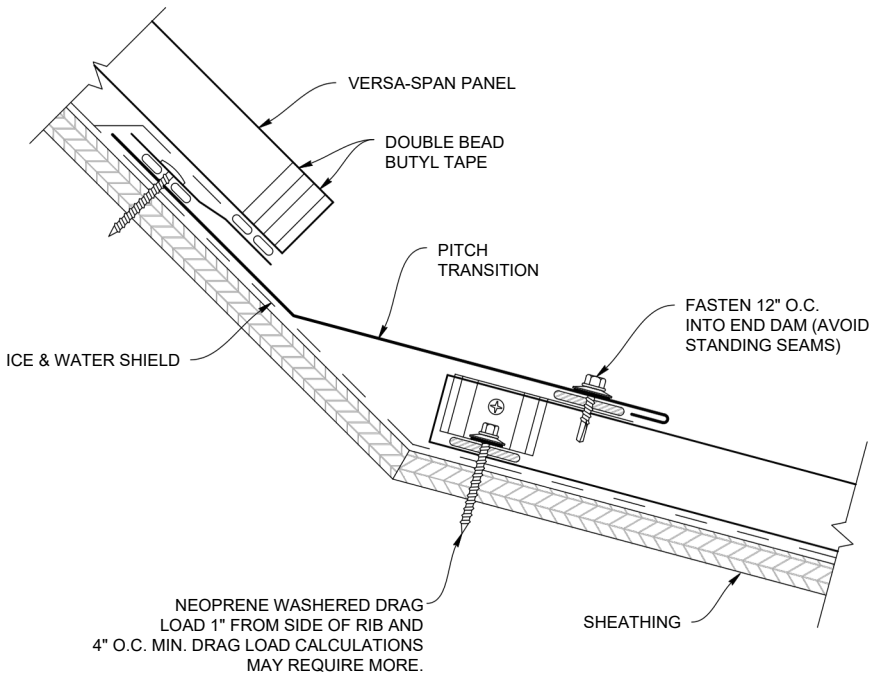 VERSA-SPAN PANEL
DOUBLE BEAD
BUTYL TAPE
PITCH
TRANSITION
FASTEN 12" O.C.
INTO END DAM (AVOID
STANDING SEAMS)
ICE & WATER SHIELD
NEOPRENE WASHERED DRAG
LOAD 1" FROM SIDE OF RIB AND
4" O.C. MIN. DRAG LOAD CALCULATIONS
MAY REQUIRE MORE.
SHEATHING